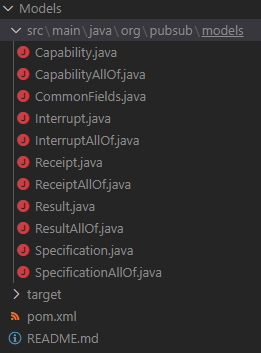 Models
src\main\java\org\pubsub\models
Capability.java
CapabilityAllOf.java
CommonFields.java
Interrupt.java
InterruptAllOf.java
Receipt.java
ReceiptAllOf.java
Result.java
ResultAllOf.java
Specification.java
SpecificationAllOf.java
target
pom.xml
README.md